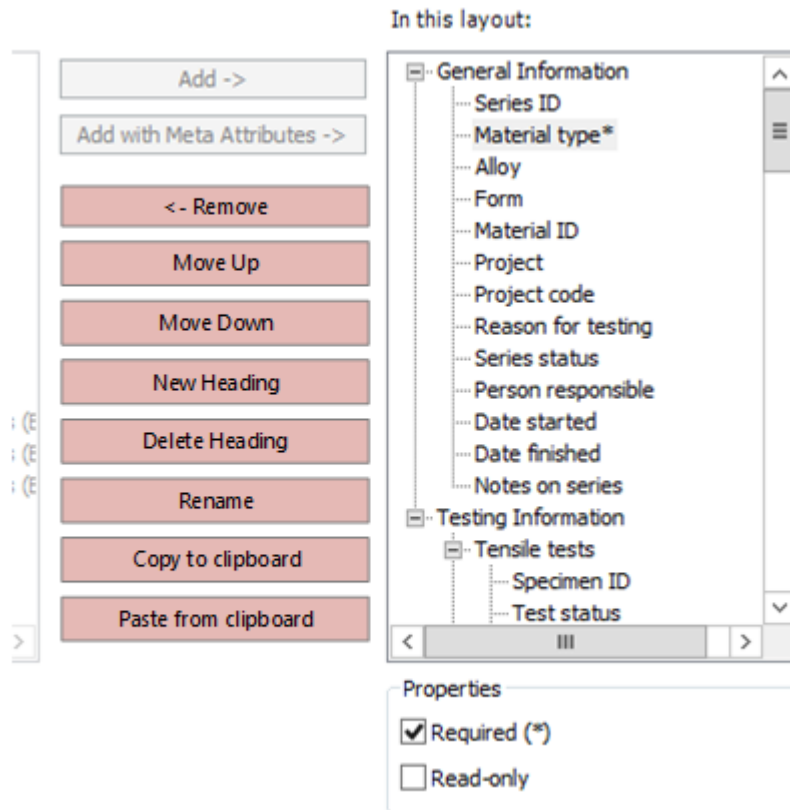 In this layout:
Add ->
Add with Meta Attributes ->
<- Remove
Move Up
Move Down
New Heading
Delete Heading
Rename
Copy to clipboard
Paste from clipboard
General Information
Series ID
Material type*
Alloy
Form
Material ID
Project
Project code
Reason for testing
Series status
Person responsible
Date started
Date finished
Notes on series
Testing Information
Tensile tests
Specimen ID
Test status
Properties
Required (*)
Read-only